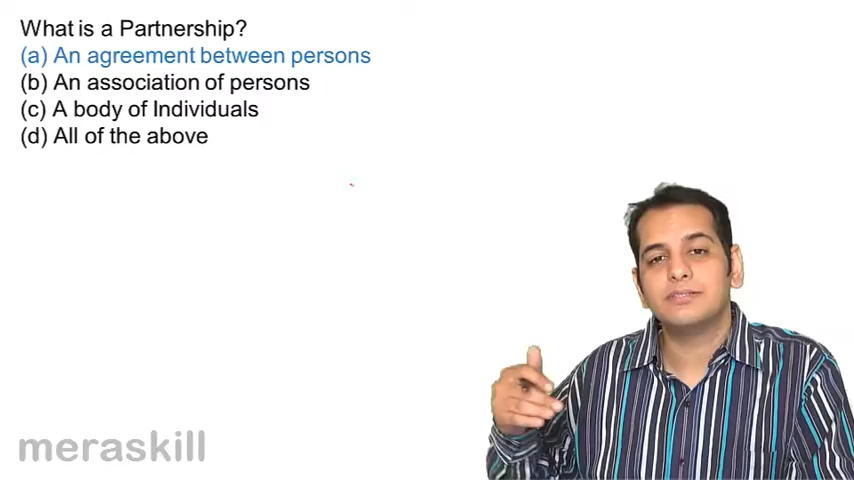 What is a Partnership?
(a) An agreement between persons
(b) An association of persons
(c) A body of Individuals
(d) All of the above
meraskill